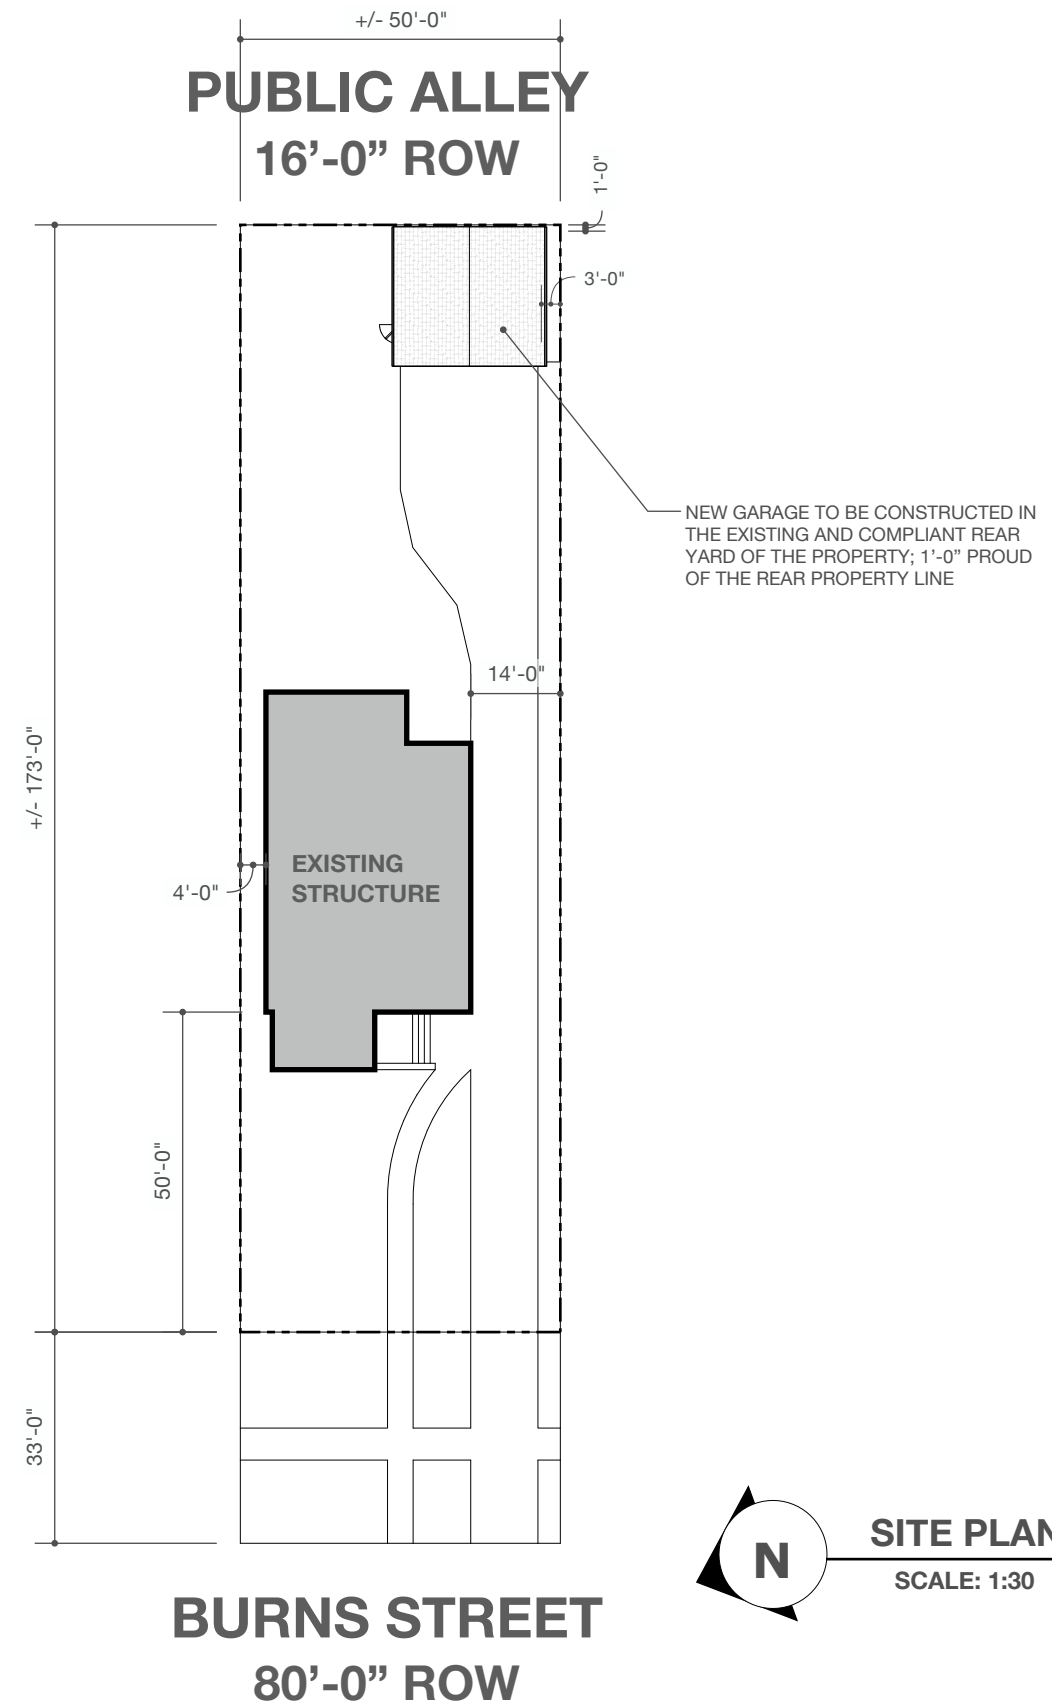 +/- 50'-0"
PUBLIC ALLEY
16’-0” ROW
1'-0"
3'-0"
NEW GARAGE TO BE CONSTRUCTED IN
THE EXISTING AND COMPLIANT REAR
YARD OF THE PROPERTY; 1’-0” PROUD
OF THE REAR PROPERTY LINE
14'-0"
+/- 173'-0"
EXISTING
STRUCTURE
4'-0"
50'-0"
33'-0"
N
SITE PLAN
SCALE: 1:30
BURNS STREET
80’-0” ROW